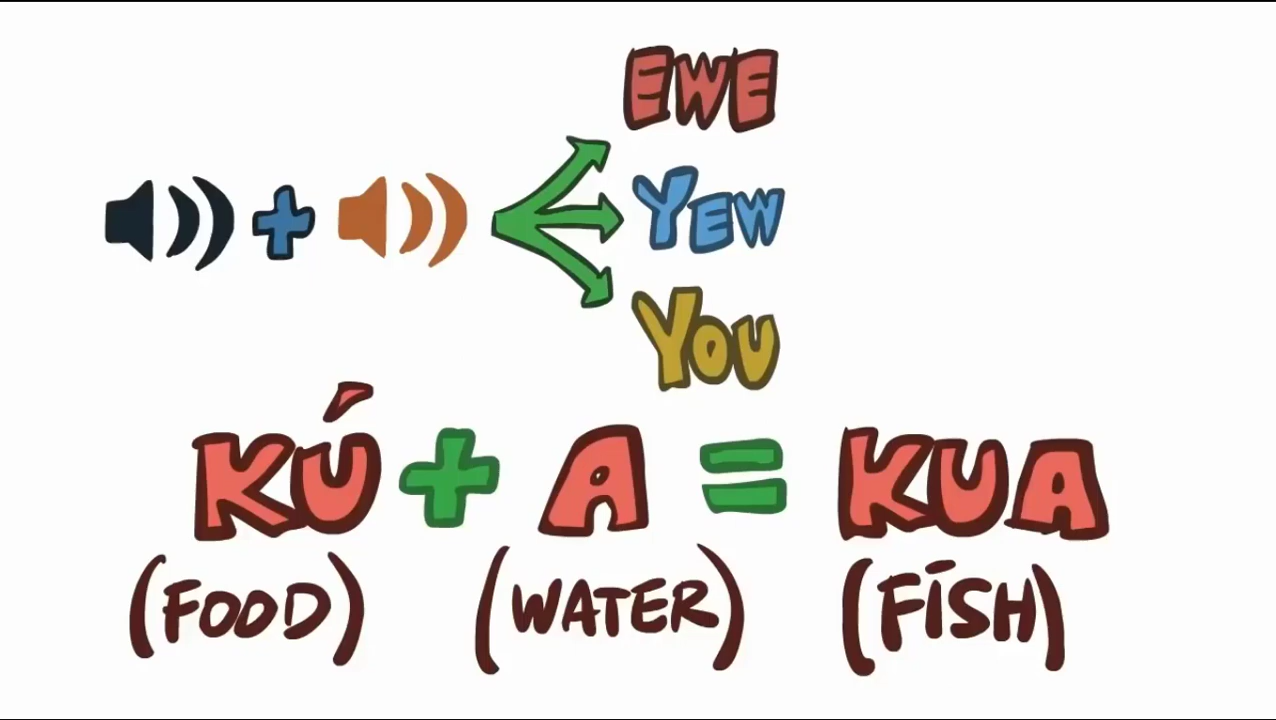 EWE
+
YEW
YOU
KÚ + A = KUA
(FOOD) (WATER) (FISH)